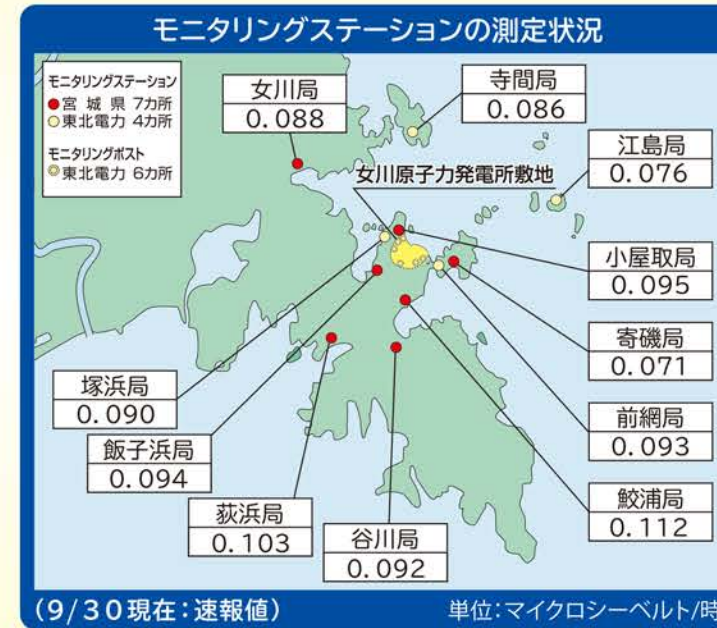 モニタリングステーションの測定状況
モニタリングステーション
宮城県 7カ所
東北電力 4カ所
モニタリングポスト
東北電力 6カ所
女川局
0.088
寺間局
0.086
江島局
0.076
女川原子力発電所敷地
小屋取局
0.095
寄磯局
0.071
前網局
0.093
鮫浦局
0.112
塚浜局
0.090
飯子浜局
0.094
荻浜局
0.103
谷川局
0.092
(9/30現在:速報値)
単位:マイクロシーベルト/時